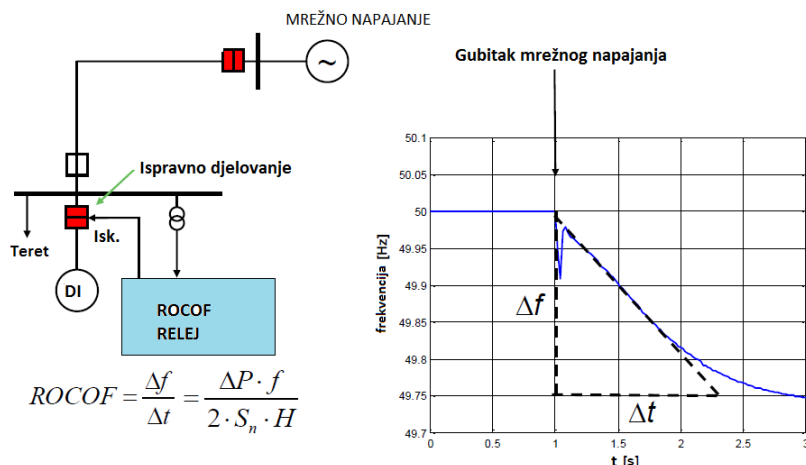 MREŽNO NAPAJANJE
~
Ispravno djelovanje
Teret
Isk.
DI
ROCOF
RELEJ
ROCOF = Δf/Δt = ΔP · f / 2 · Sₙ · H
Gubitak mrežnog napajanja
50.1
50.05
50
49.95
49.9
49.85
49.8
49.75
49.7
frekvencija [Hz]
Δf
Δt
0
0.5
1
1.5
2
2.5
3
t [s]